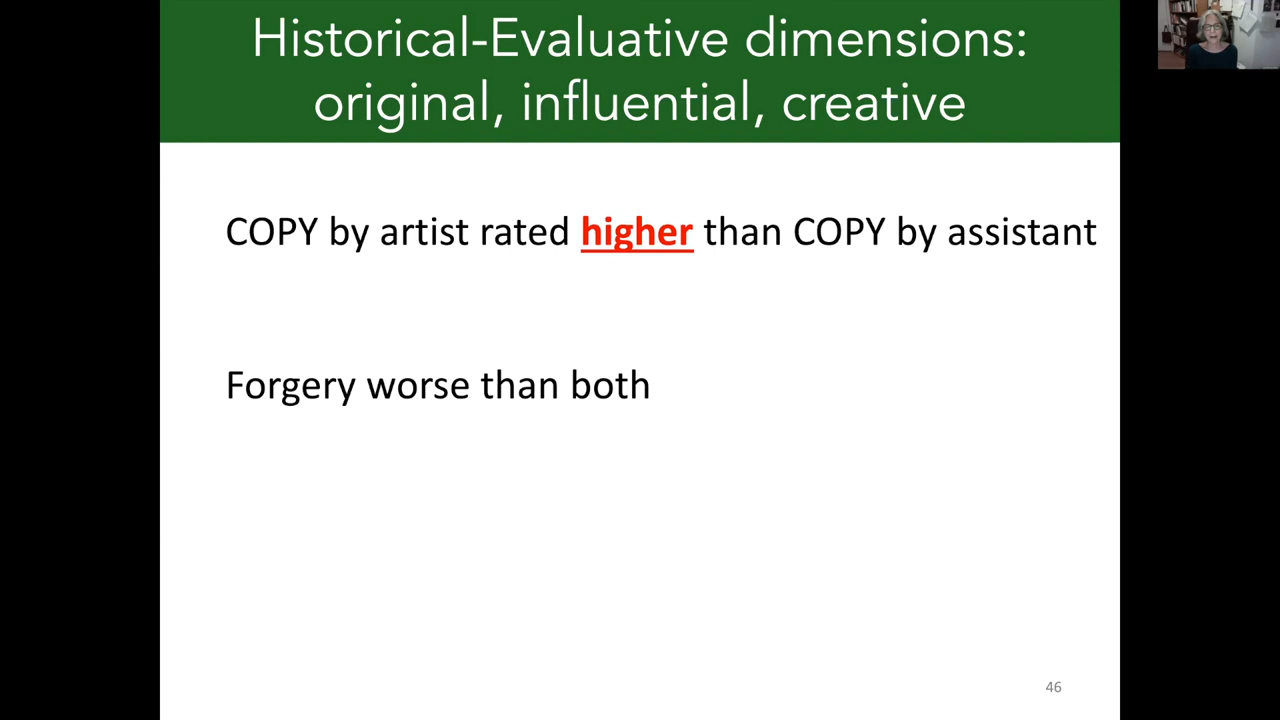 Historical-Evaluative dimensions:
original, influential, creative
COPY by artist rated higher than COPY by assistant
Forgery worse than both
46